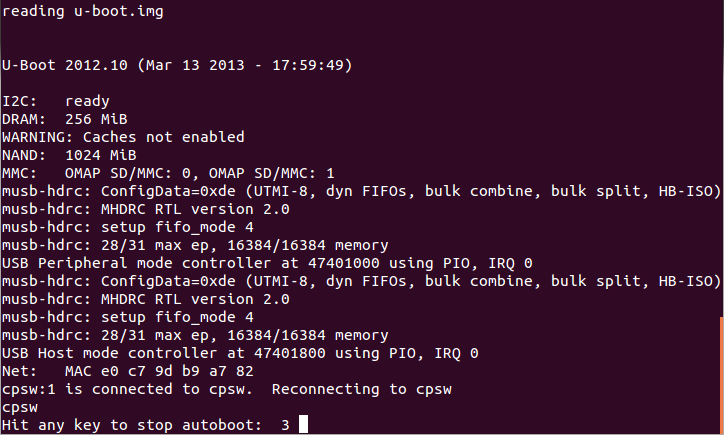 reading u-boot.img
U-Boot 2012.10 (Mar 13 2013 - 17:59:49)
I2C:   ready
DRAM:  256 MiB
WARNING: Caches not enabled
NAND:  1024 MiB
MMC:   OMAP SD/MMC: 0, OMAP SD/MMC: 1
musb-hdrc: ConfigData=0xde (UTMI-8, dyn FIFOs, bulk combine, bulk split, HB-ISO)
musb-hdrc: MHDRC RTL version 2.0
musb-hdrc: setup fifo_mode 4
musb-hdrc: 28/31 max ep, 16384/16384 memory
USB Peripheral mode controller at 47401000 using PIO, IRQ 0
musb-hdrc: ConfigData=0xde (UTMI-8, dyn FIFOs, bulk combine, bulk split, HB-ISO)
musb-hdrc: MHDRC RTL version 2.0
musb-hdrc: setup fifo_mode 4
musb-hdrc: 28/31 max ep, 16384/16384 memory
USB Host mode controller at 47401800 using PIO, IRQ 0
Net:   MAC e0 c7 9d b9 a7 82
cpsw:1 is connected to cpsw.  Reconnecting to cpsw
cpsw
Hit any key to stop autoboot:  3